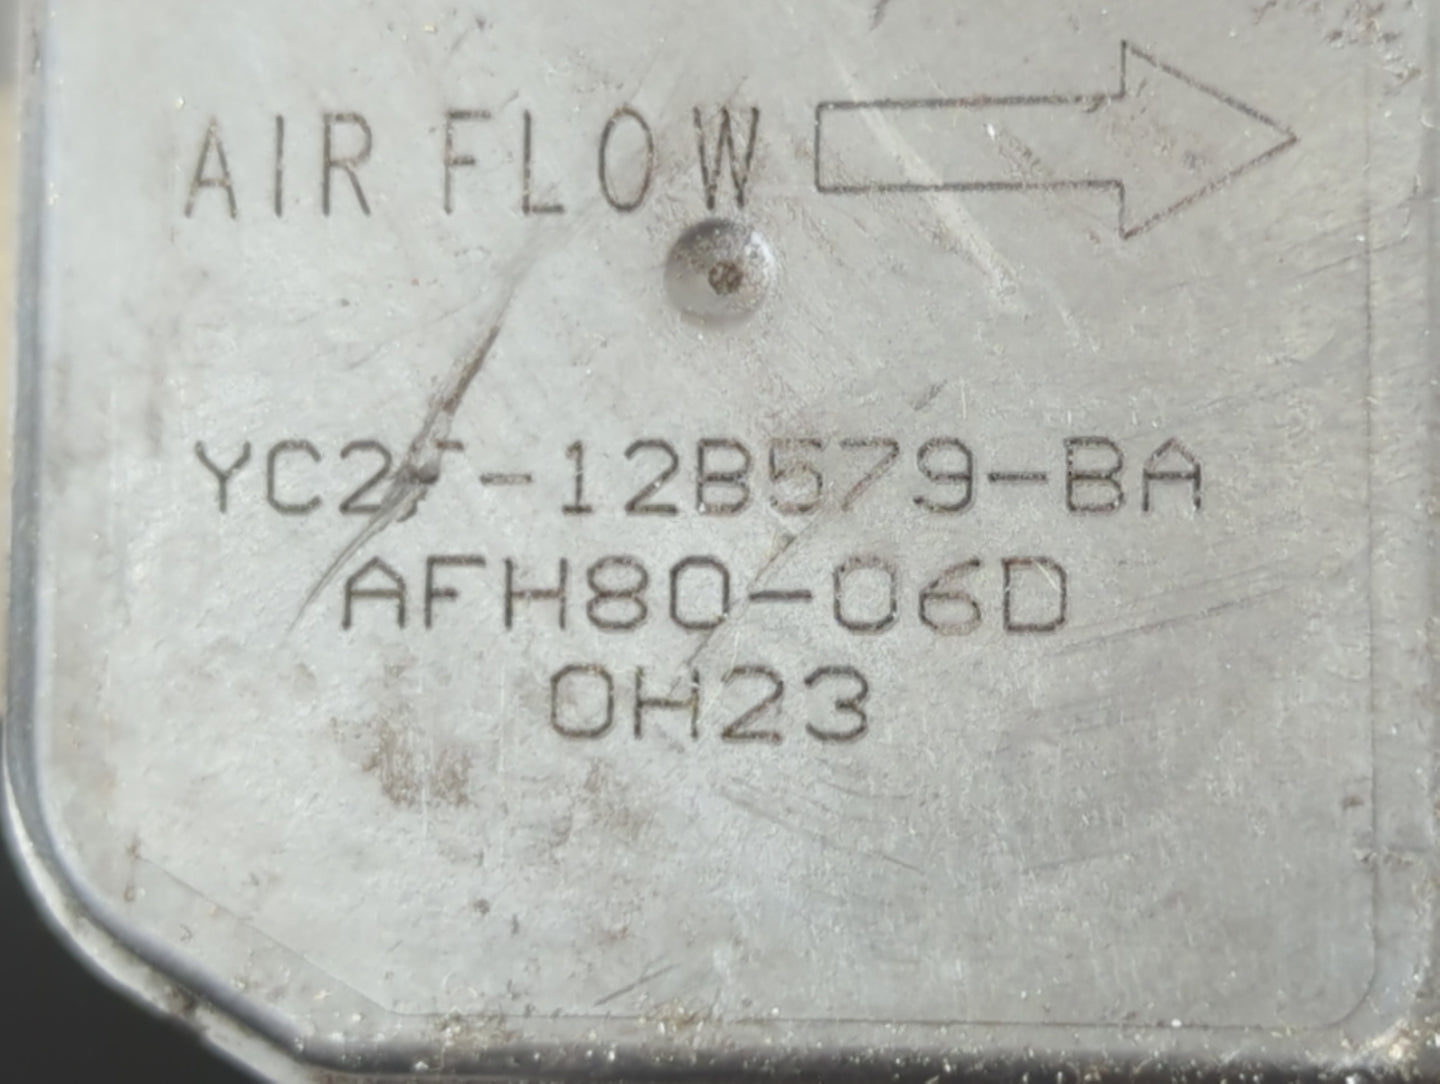 AIR FLOW
YC2F-12B579-BA
AFH80-06D
0H23